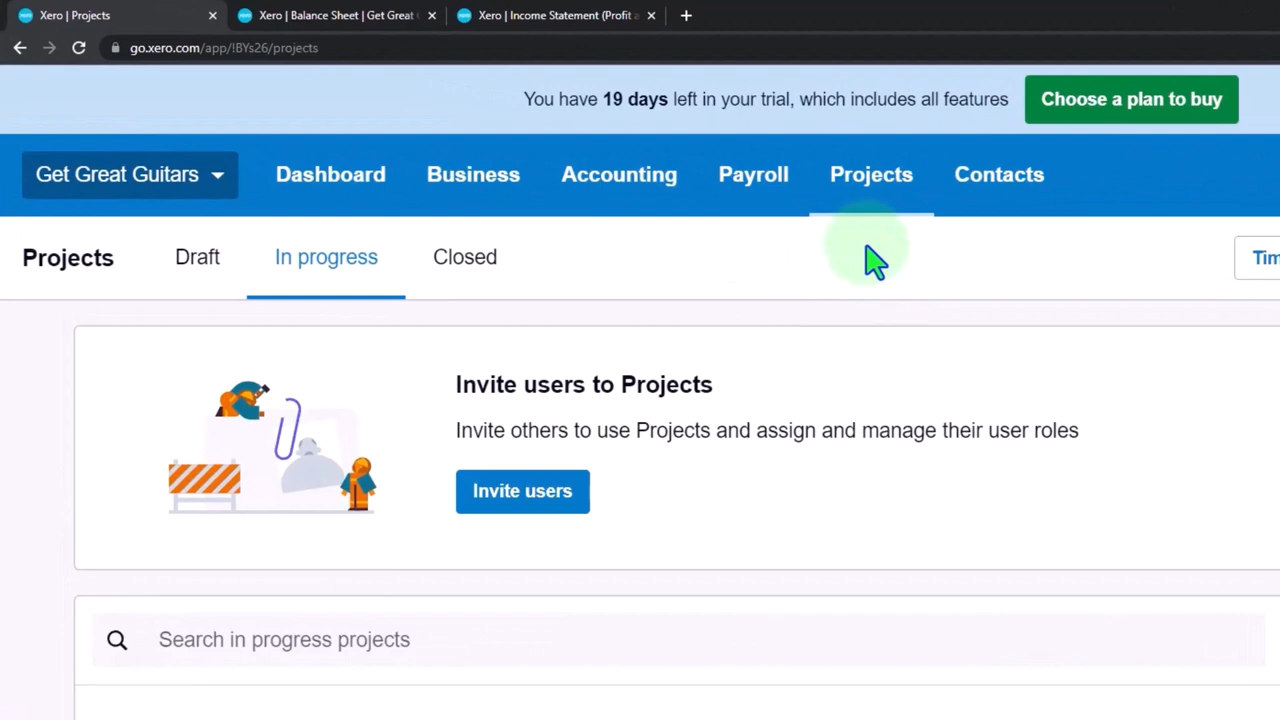 Xero | Projects
Xero | Balance Sheet | Get Great
Xero | Income Statement (Profit a
go.xero.com/app/!BYs26/projects
You have 19 days left in your trial, which includes all features
Choose a plan to buy
Get Great Guitars
Dashboard
Business
Accounting
Payroll
Projects
Contacts
Projects
Draft
In progress
Closed
Tim
Invite users to Projects
Invite others to use Projects and assign and manage their user roles
Invite users
Search in progress projects